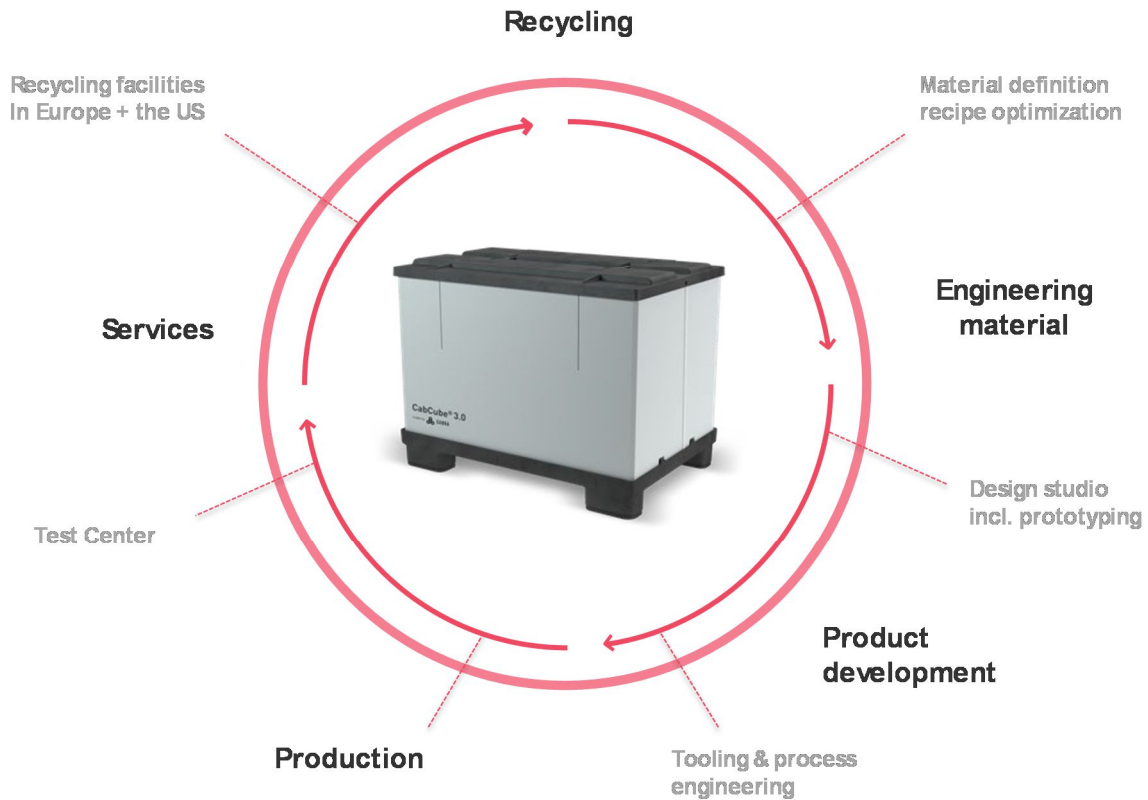 Recycling
Recycling facilities
In Europe + the US
Material definition
recipe optimization
Engineering
material
Services
CabCube® 3.0
Design studio
incl. prototyping
Test Center
Product
development
Production
Tooling & process
engineering